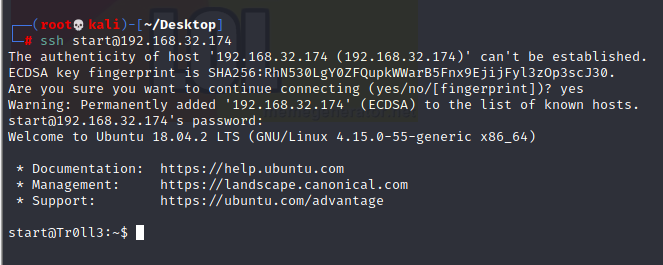 (root💀kali)-[~/Desktop]
# ssh start@192.168.32.174
The authenticity of host '192.168.32.174 (192.168.32.174)' can't be established.
ECDSA key fingerprint is SHA256:RhN530LgY0ZFQupkWWarB5Fnx9EjijFyl3zOp3scJ30.
Are you sure you want to continue connecting (yes/no/[fingerprint])? yes
Warning: Permanently added '192.168.32.174' (ECDSA) to the list of known hosts.
start@192.168.32.174's password:
Welcome to Ubuntu 18.04.2 LTS (GNU/Linux 4.15.0-55-generic x86_64)
* Documentation:  https://help.ubuntu.com
* Management:     https://landscape.canonical.com
* Support:        https://ubuntu.com/advantage
start@Tr0ll3:~$